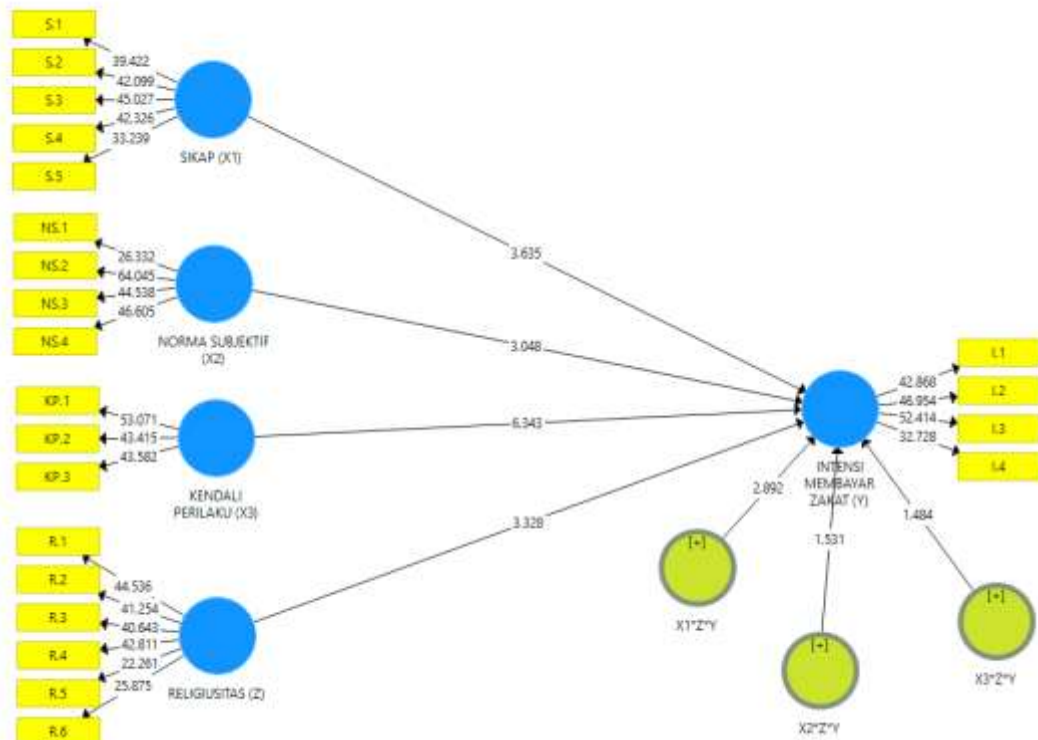 S.1
S.2
S.3
S.4
S.5
39.422
42.099
45.027
42.326
33.239
SIKAP (X1)
NS.1
NS.2
NS.3
NS.4
26.332
64.045
44.538
46.605
NORMA SUBJEKTIF
(X2)
KP.1
KP.2
KP.3
53.071
43.415
43.582
KENDALI
PERILAKU (X3)
R.1
R.2
R.3
R.4
R.5
R.6
44.536
41.254
40.643
42.811
22.261
25.875
RELIGIUSITAS (Z)
3.635
3.048
6.343
3.328
INTENSI
MEMBAYAR
ZAKAT (Y)
42.868
46.954
52.414
32.728
I.1
I.2
I.3
I.4
2.892
1.531
1.484
[+]
X1*Z*Y
[+]
X2*Z*Y
[+]
X3*Z*Y